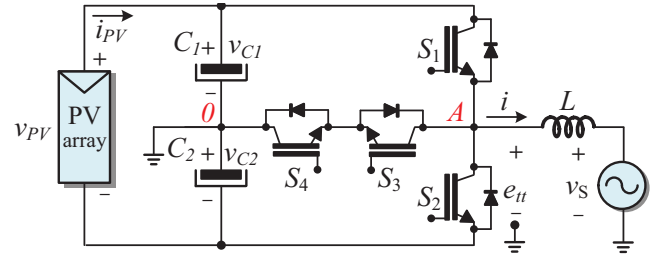 i_PV
+
C_1 + v_C1
−
S_1
+
v_PV
PV
array
−
0
A
i
L
C_2 + v_C2
−
S_4
S_3
S_2
+
e_tt
−
+
v_S
−